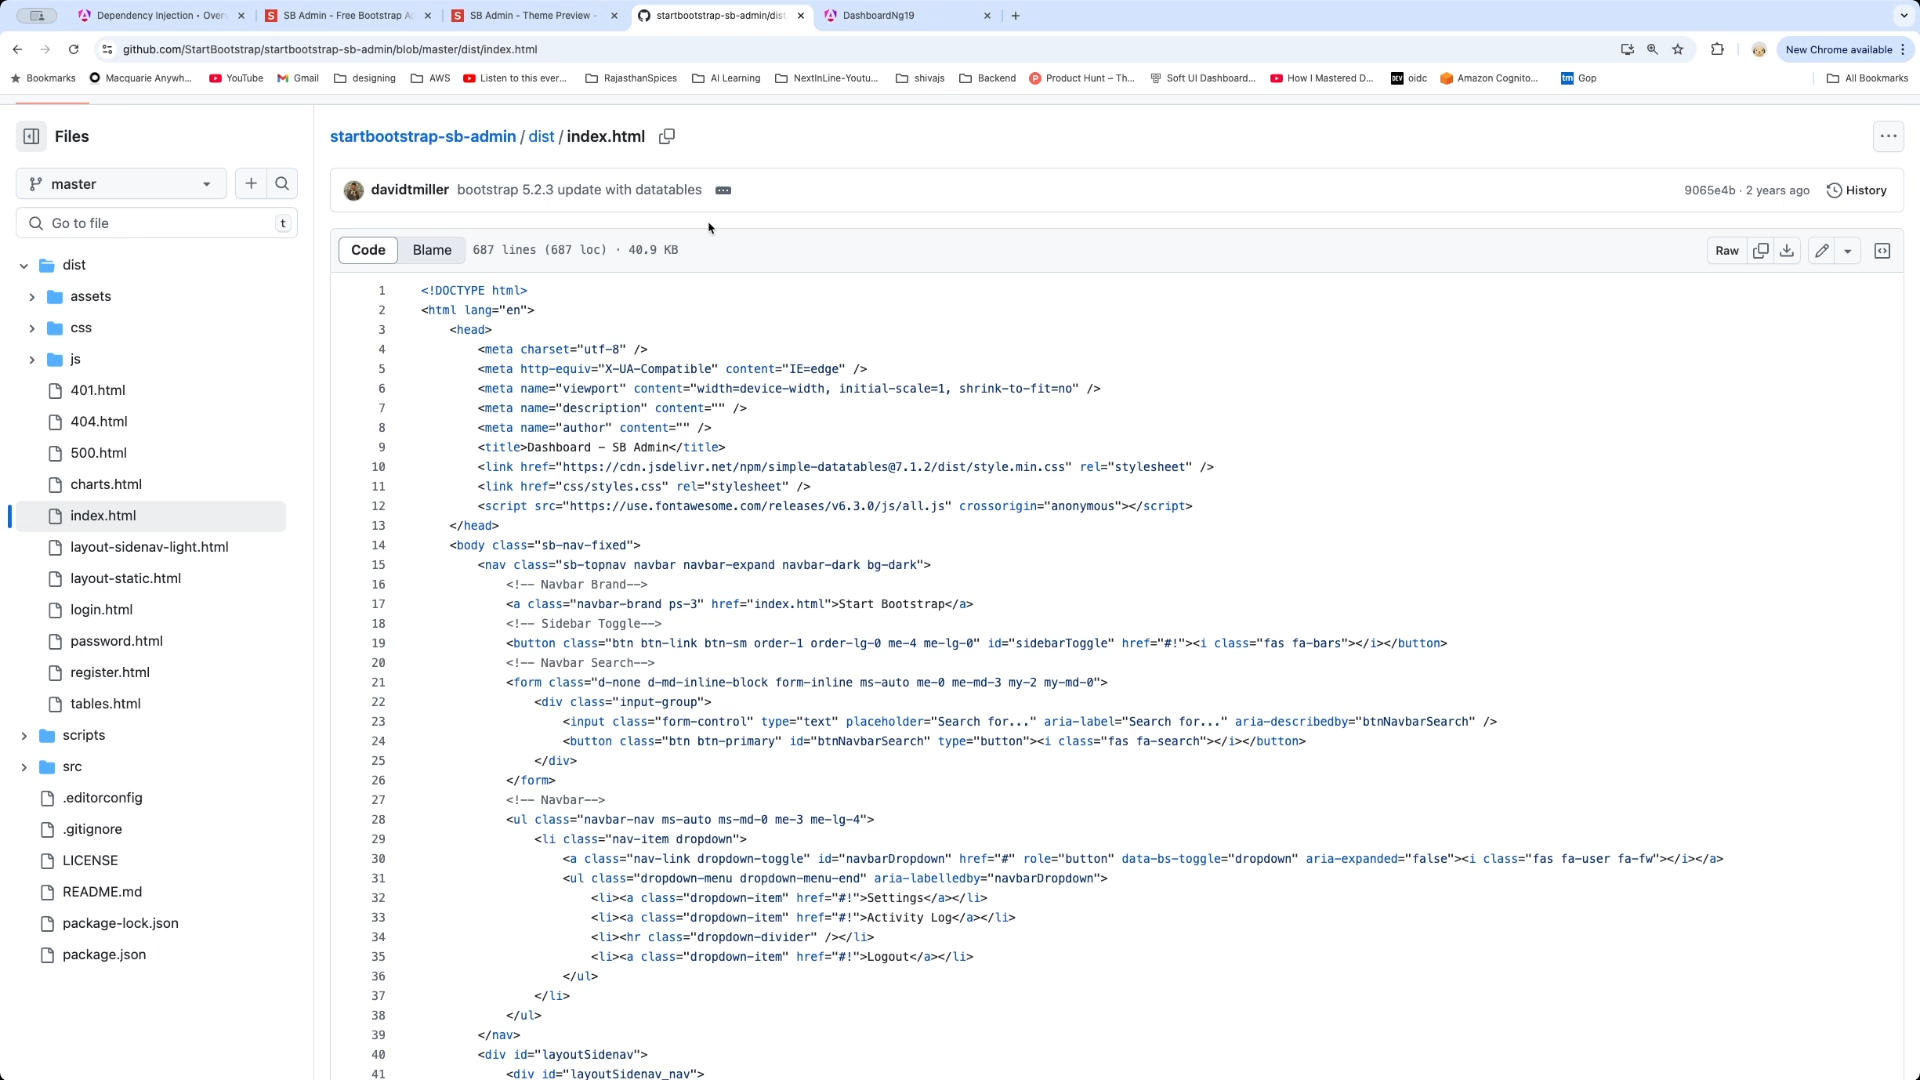 Dependency Injection • Over
SB Admin - Free Bootstrap A
SB Admin - Theme Preview -
startbootstrap-sb-admin/dist
DashboardNg19
github.com/StartBootstrap/startbootstrap-sb-admin/blob/master/dist/index.html
New Chrome available
Bookmarks
Macquarie Anywh...
YouTube
Gmail
designing
AWS
Listen to this ever...
RajasthanSpices
AI Learning
NextInLine-Youtu...
shivajs
Backend
Product Hunt – Th...
Soft UI Dashboard...
How I Mastered D...
DEV
oidc
Amazon Cognito...
tm
Gop
All Bookmarks
Files
startbootstrap-sb-admin / dist / index.html
master
davidtmiller bootstrap 5.2.3 update with datatables
9065e4b · 2 years ago
History
Go to file
t
Code
Blame
687 lines (687 loc) · 40.9 KB
Raw
dist
assets
css
js
401.html
404.html
500.html
charts.html
index.html
layout-sidenav-light.html
layout-static.html
login.html
password.html
register.html
tables.html
scripts
src
.editorconfig
.gitignore
LICENSE
README.md
package-lock.json
package.json
1 <!DOCTYPE html>
2 <html lang="en">
3 <head>
4 <meta charset="utf-8" />
5 <meta http-equiv="X-UA-Compatible" content="IE=edge" />
6 <meta name="viewport" content="width=device-width, initial-scale=1, shrink-to-fit=no" />
7 <meta name="description" content="" />
8 <meta name="author" content="" />
9 <title>Dashboard - SB Admin</title>
10 <link href="https://cdn.jsdelivr.net/npm/simple-datatables@7.1.2/dist/style.min.css" rel="stylesheet" />
11 <link href="css/styles.css" rel="stylesheet" />
12 <script src="https://use.fontawesome.com/releases/v6.3.0/js/all.js" crossorigin="anonymous"></script>
13 </head>
14 <body class="sb-nav-fixed">
15 <nav class="sb-topnav navbar navbar-expand navbar-dark bg-dark">
16 <!-- Navbar Brand-->
17 <a class="navbar-brand ps-3" href="index.html">Start Bootstrap</a>
18 <!-- Sidebar Toggle-->
19 <button class="btn btn-link btn-sm order-1 order-lg-0 me-4 me-lg-0" id="sidebarToggle" href="#!"><i class="fas fa-bars"></i></button>
20 <!-- Navbar Search-->
21 <form class="d-none d-md-inline-block form-inline ms-auto me-0 me-md-3 my-2 my-md-0">
22 <div class="input-group">
23 <input class="form-control" type="text" placeholder="Search for..." aria-label="Search for..." aria-describedby="btnNavbarSearch" />
24 <button class="btn btn-primary" id="btnNavbarSearch" type="button"><i class="fas fa-search"></i></button>
25 </div>
26 </form>
27 <!-- Navbar-->
28 <ul class="navbar-nav ms-auto ms-md-0 me-3 me-lg-4">
29 <li class="nav-item dropdown">
30 <a class="nav-link dropdown-toggle" id="navbarDropdown" href="#" role="button" data-bs-toggle="dropdown" aria-expanded="false"><i class="fas fa-user fa-fw"></i></a>
31 <ul class="dropdown-menu dropdown-menu-end" aria-labelledby="navbarDropdown">
32 <li><a class="dropdown-item" href="#!">Settings</a></li>
33 <li><a class="dropdown-item" href="#!">Activity Log</a></li>
34 <li><hr class="dropdown-divider" /></li>
35 <li><a class="dropdown-item" href="#!">Logout</a></li>
36 </ul>
37 </li>
38 </ul>
39 </nav>
40 <div id="layoutSidenav">
41 <div id="layoutSidenav_nav">